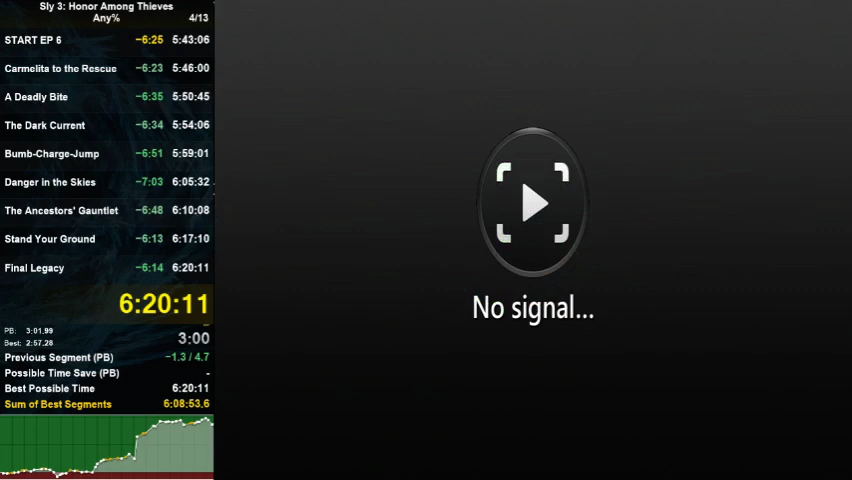 Sly 3: Honor Among Thieves
Any% 4/13
START EP 6 −6:25 5:43:06
Carmelita to the Rescue −6:23 5:46:00
A Deadly Bite −6:35 5:50:45
The Dark Current −6:34 5:54:06
Bumb-Charge-Jump −6:51 5:59:01
Danger in the Skies −7:03 6:05:32
The Ancestors' Gauntlet −6:48 6:10:08
Stand Your Ground −6:13 6:17:10
Final Legacy −6:14 6:20:11
6:20:11
PB: 3:01.99
Best: 2:57.28
3:00
Previous Segment (PB) −1.3 / 4.7
Possible Time Save (PB) -
Best Possible Time 6:20:11
Sum of Best Segments 6:08:53.6
No signal...